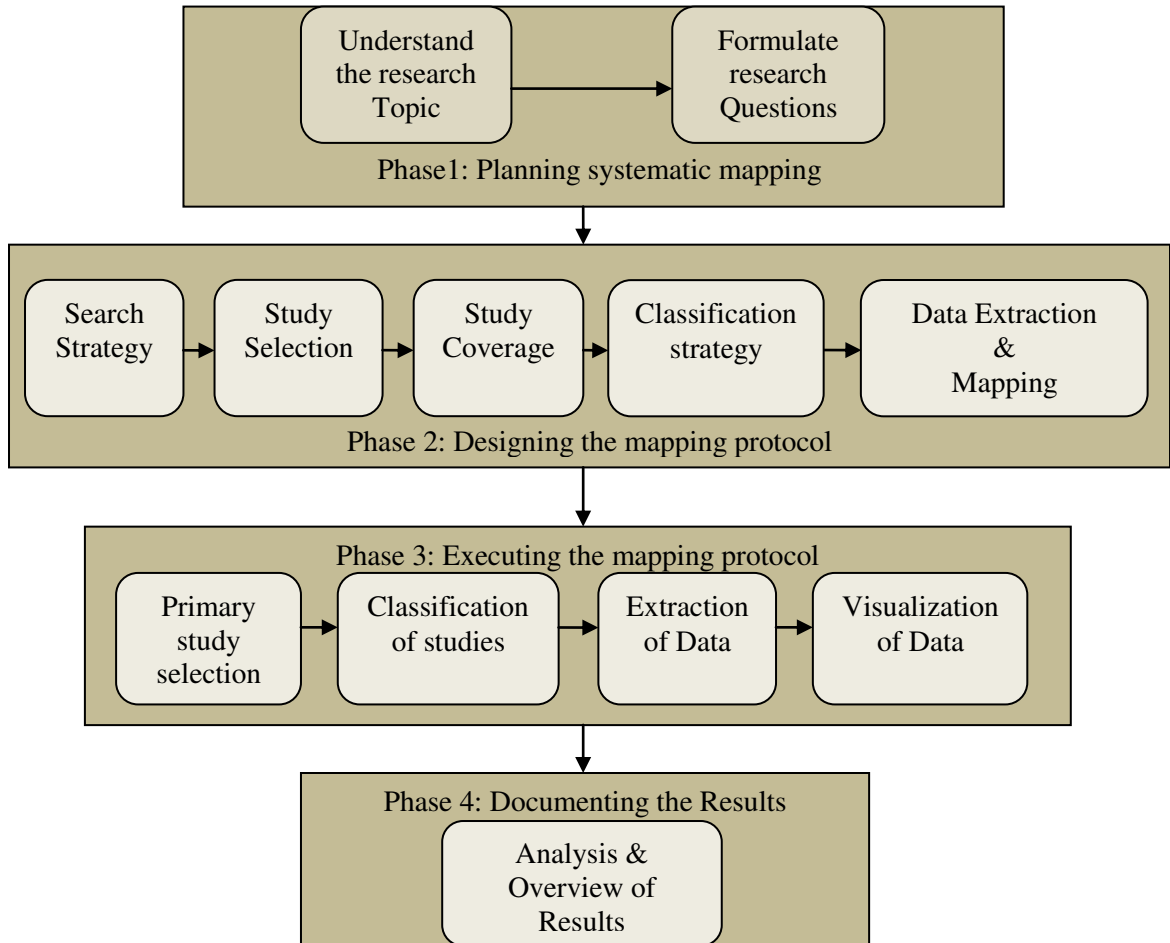 Understand
the research
Topic
Formulate
research
Questions
Phase1: Planning systematic mapping
Search
Strategy
Study
Selection
Study
Coverage
Classification
strategy
Data Extraction
&
Mapping
Phase 2: Designing the mapping protocol
Phase 3: Executing the mapping protocol
Primary
study
selection
Classification
of studies
Extraction
of Data
Visualization
of Data
Phase 4: Documenting the Results
Analysis &
Overview of
Results